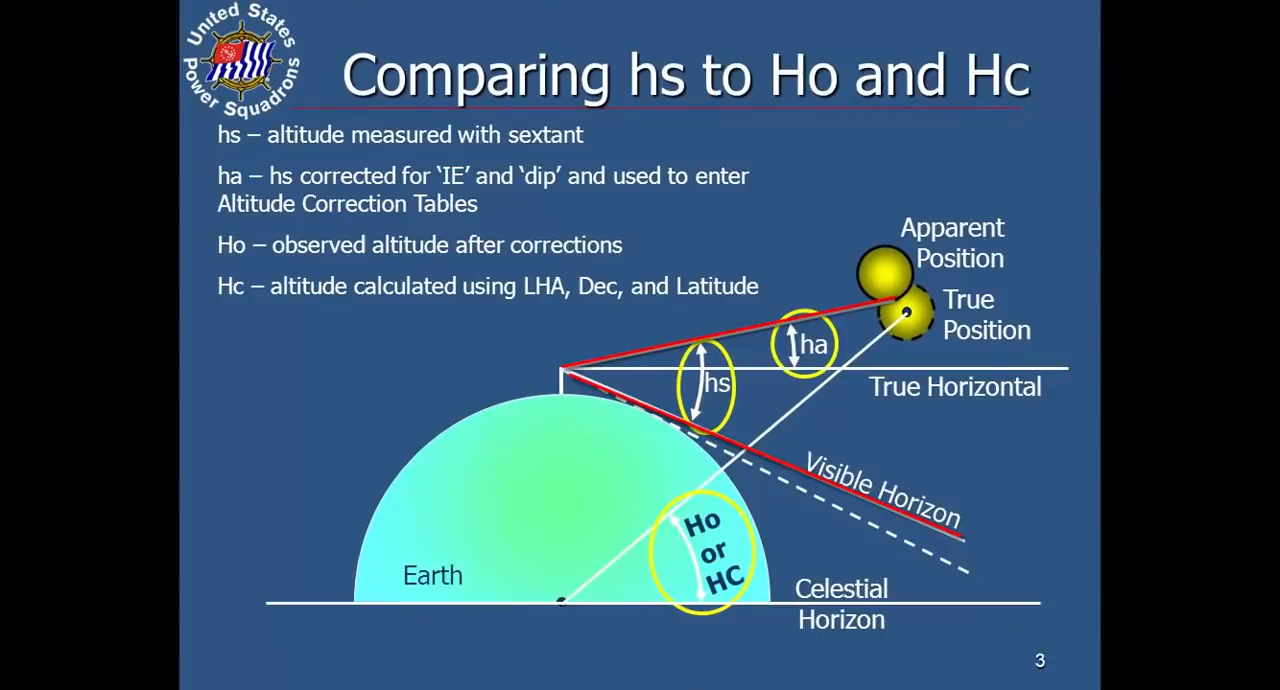 United States
Power Squadrons
Comparing hs to Ho and Hc
hs – altitude measured with sextant
ha – hs corrected for ‘IE’ and ‘dip’ and used to enter
Altitude Correction Tables
Ho – observed altitude after corrections
Hc – altitude calculated using LHA, Dec, and Latitude
Apparent
Position
True
Position
ha
hs
True Horizontal
Visible Horizon
Ho
or
HC
Earth
Celestial
Horizon
3